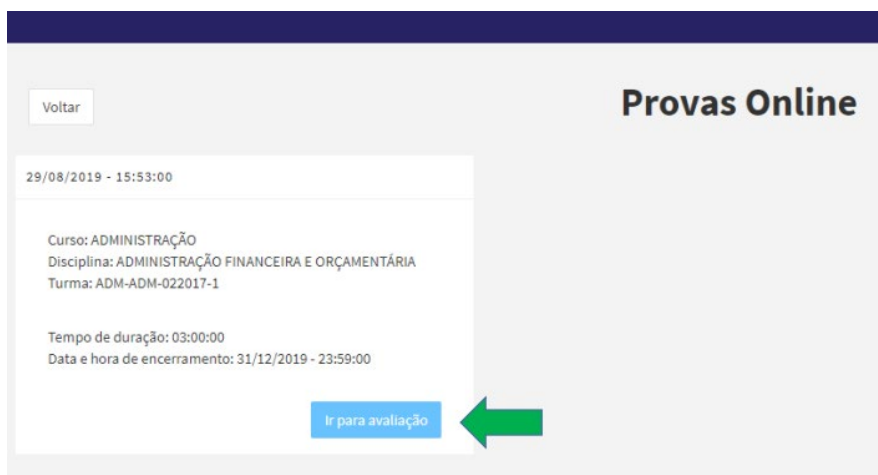 Voltar
Provas Online
29/08/2019 - 15:53:00
Curso: ADMINISTRAÇÃO
Disciplina: ADMINISTRAÇÃO FINANCEIRA E ORÇAMENTÁRIA
Turma: ADM-ADM-022017-1
Tempo de duração: 03:00:00
Data e hora de encerramento: 31/12/2019 - 23:59:00
Ir para avaliação